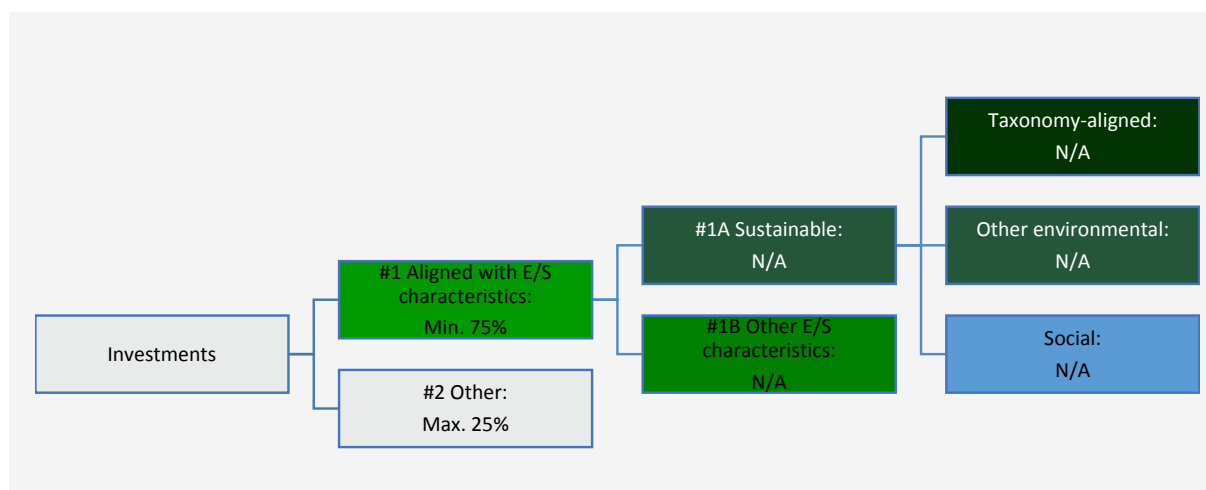 Investments
#1 Aligned with E/S
characteristics:
Min. 75%
#2 Other:
Max. 25%
#1A Sustainable:
N/A
#1B Other E/S
characteristics:
N/A
Taxonomy-aligned:
N/A
Other environmental:
N/A
Social:
N/A